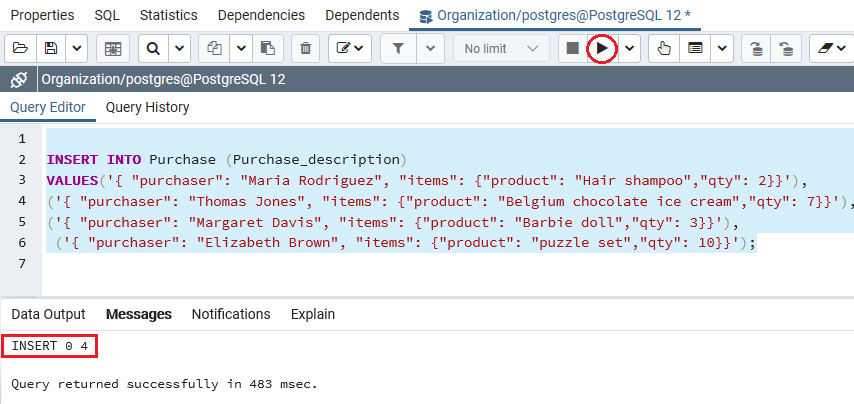 Properties SQL Statistics Dependencies Dependents Organization/postgres@PostgreSQL 12 *
No limit
Organization/postgres@PostgreSQL 12
Query Editor Query History
1
2 INSERT INTO Purchase (Purchase_description)
3 VALUES('{ "purchaser": "Maria Rodriguez", "items": {"product": "Hair shampoo","qty": 2}}'),
4 ('{ "purchaser": "Thomas Jones", "items": {"product": "Belgium chocolate ice cream","qty": 7}}'),
5 ('{ "purchaser": "Margaret Davis", "items": {"product": "Barbie doll","qty": 3}}'),
6 ('{ "purchaser": "Elizabeth Brown", "items": {"product": "puzzle set","qty": 10}}');
7
Data Output Messages Notifications Explain
INSERT 0 4
Query returned successfully in 483 msec.